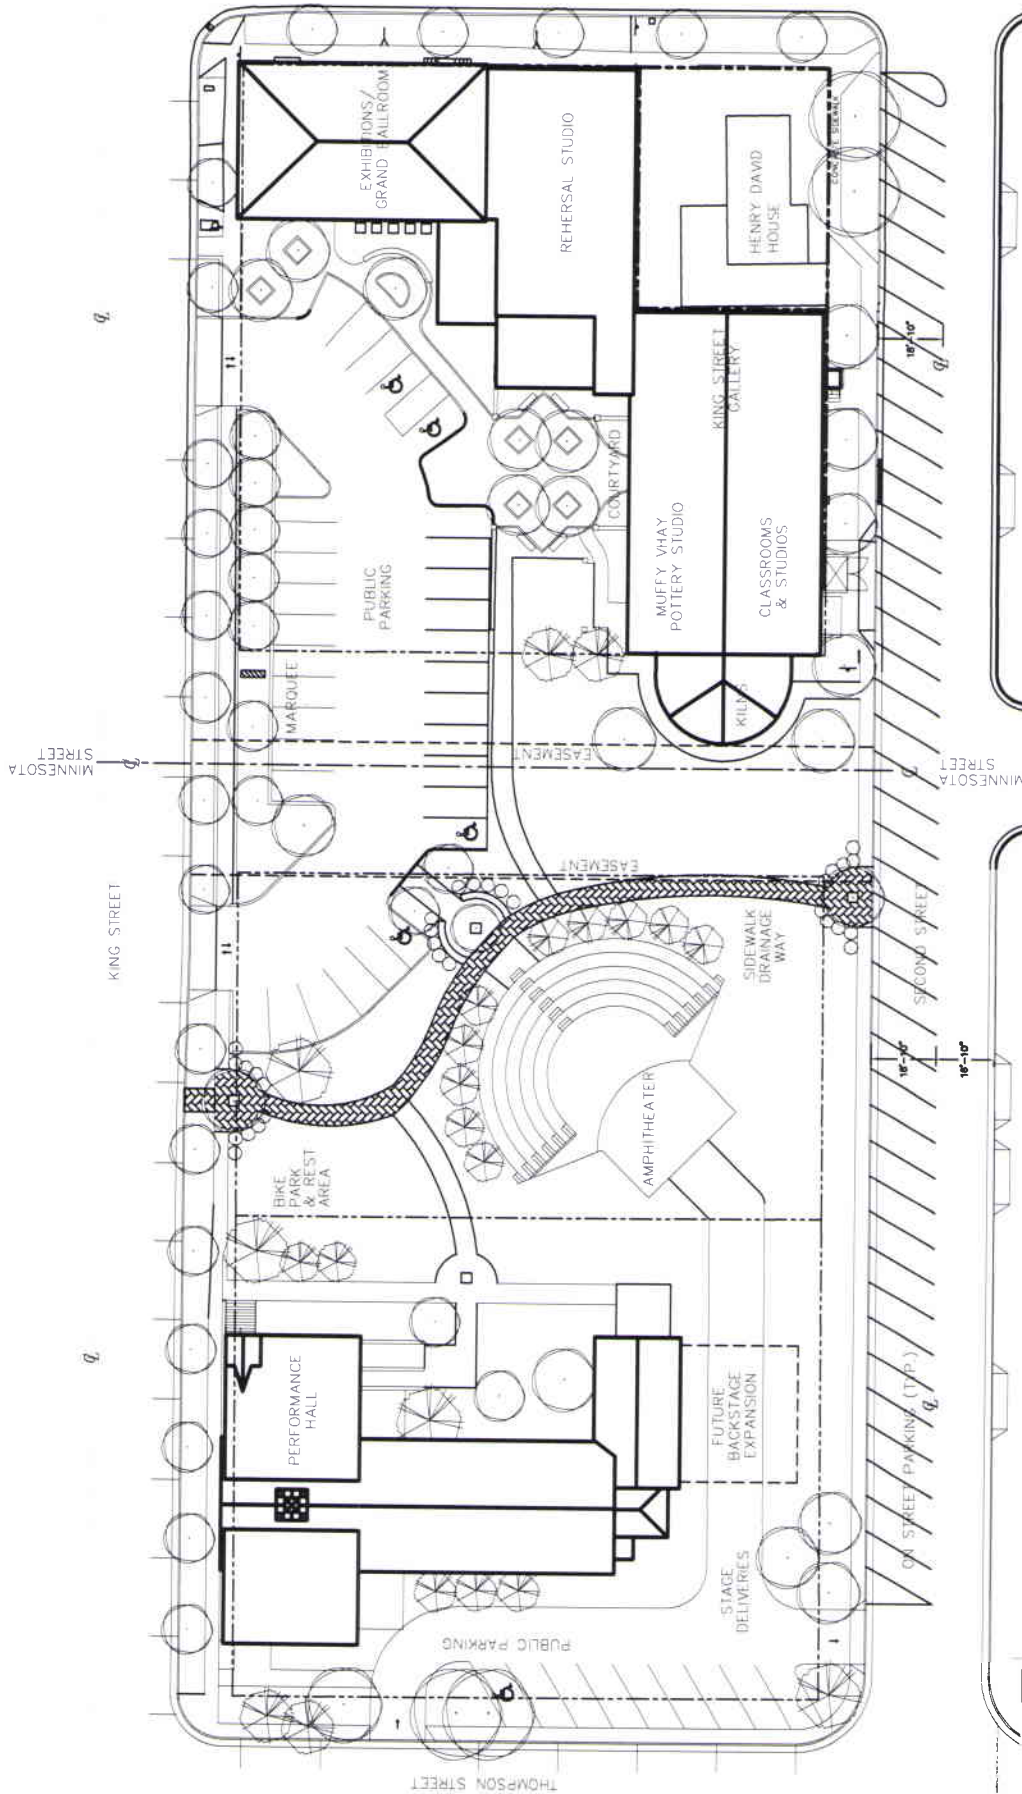 EXHIBITIONS/
GRAND BALLROOM
REHERSAL STUDIO
HENRY DAVID
HOUSE
CONCRETE SIDEWALK
KING STREET
GALLERY
18'-10"
COURTYARD
MUFFY VHAY
POTTERY STUDIO
CLASSROOMS
& STUDIOS
KILNS
PUBLIC
PARKING
MARQUEE
MINNESOTA
STREET
EASEMENT
MINNESOTA
STREET
EASEMENT
KING STREET
SIDEWALK
DRAINAGE
WAY
SECOND STREET
18'-10"
18'-10"
AMPHITHEATER
BIKE
PARK
& REST
AREA
PERFORMANCE
HALL
FUTURE
BACKSTAGE
EXPANSION
ON STREET PARKING (TYP.)
STAGE
DELIVERIES
PUBLIC PARKING
THOMPSON STREET